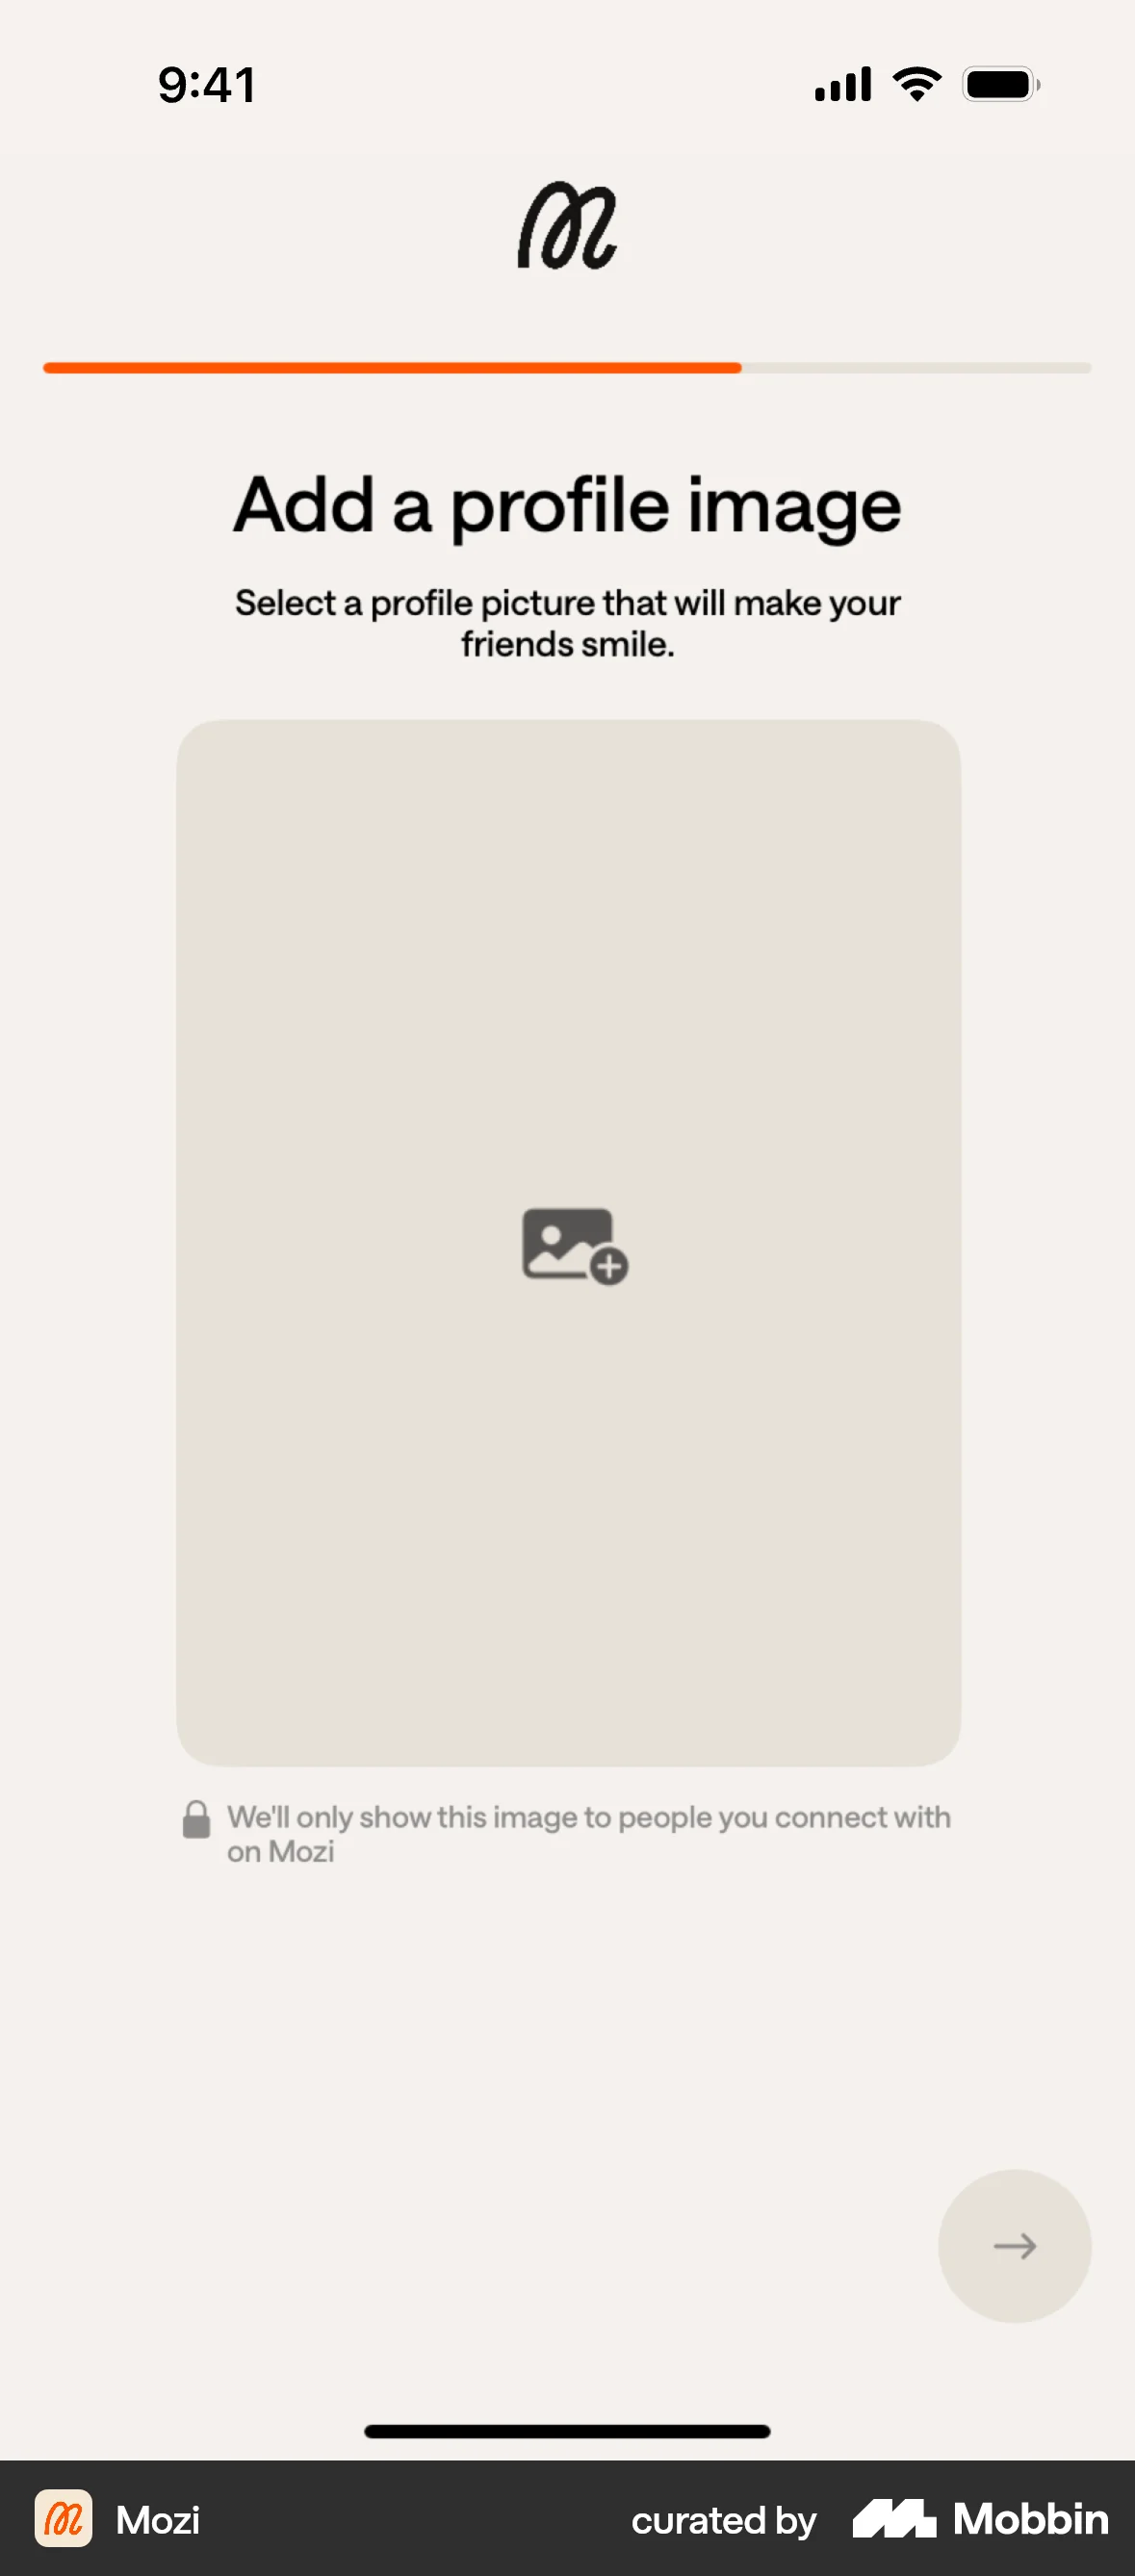 9:41
Add a profile image
Select a profile picture that will make your
friends smile.
We'll only show this image to people you connect with
on Mozi
Mozi
curated by Mobbin